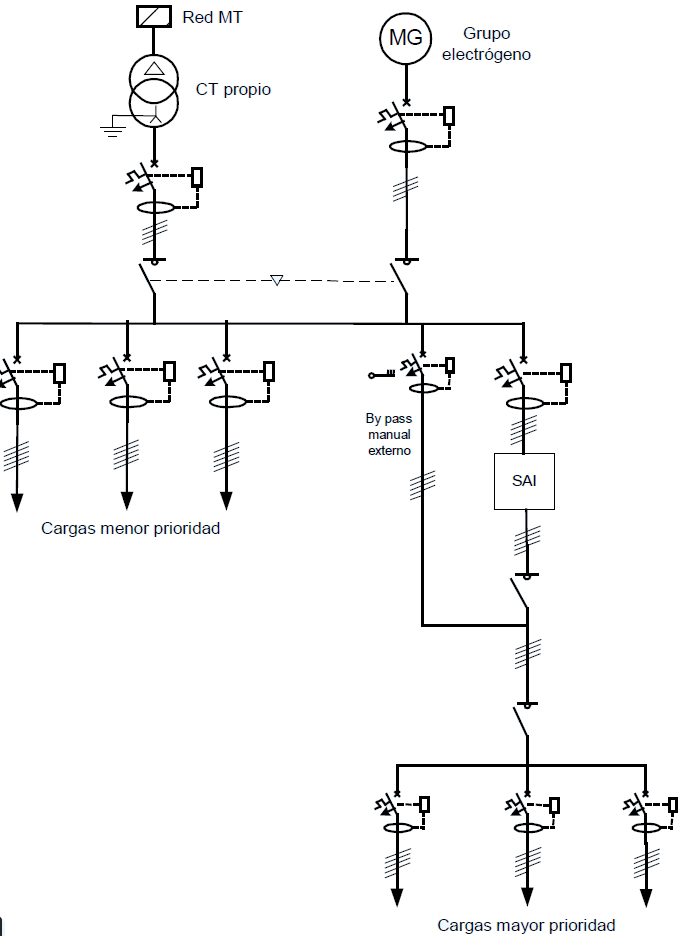 Red MT
MG
Grupo
electrógeno
CT propio
By pass
manual
externo
SAI
Cargas menor prioridad
Cargas mayor prioridad